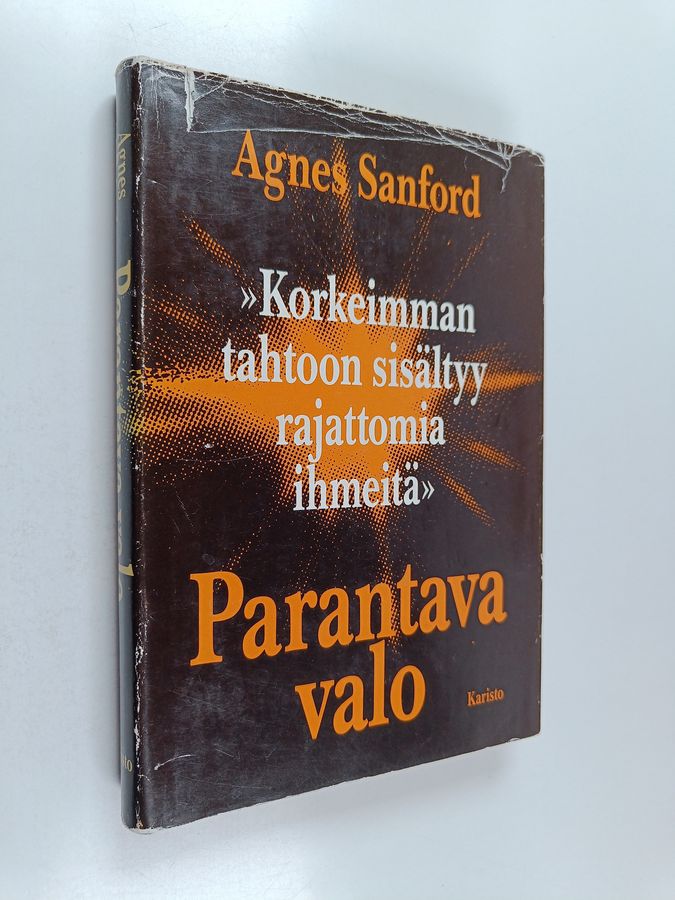 Agnes Sanford
»Korkeimman
tahtoon sisältyy
rajattomia
ihmeitä»
Parantava
valo
Karisto
Agnes